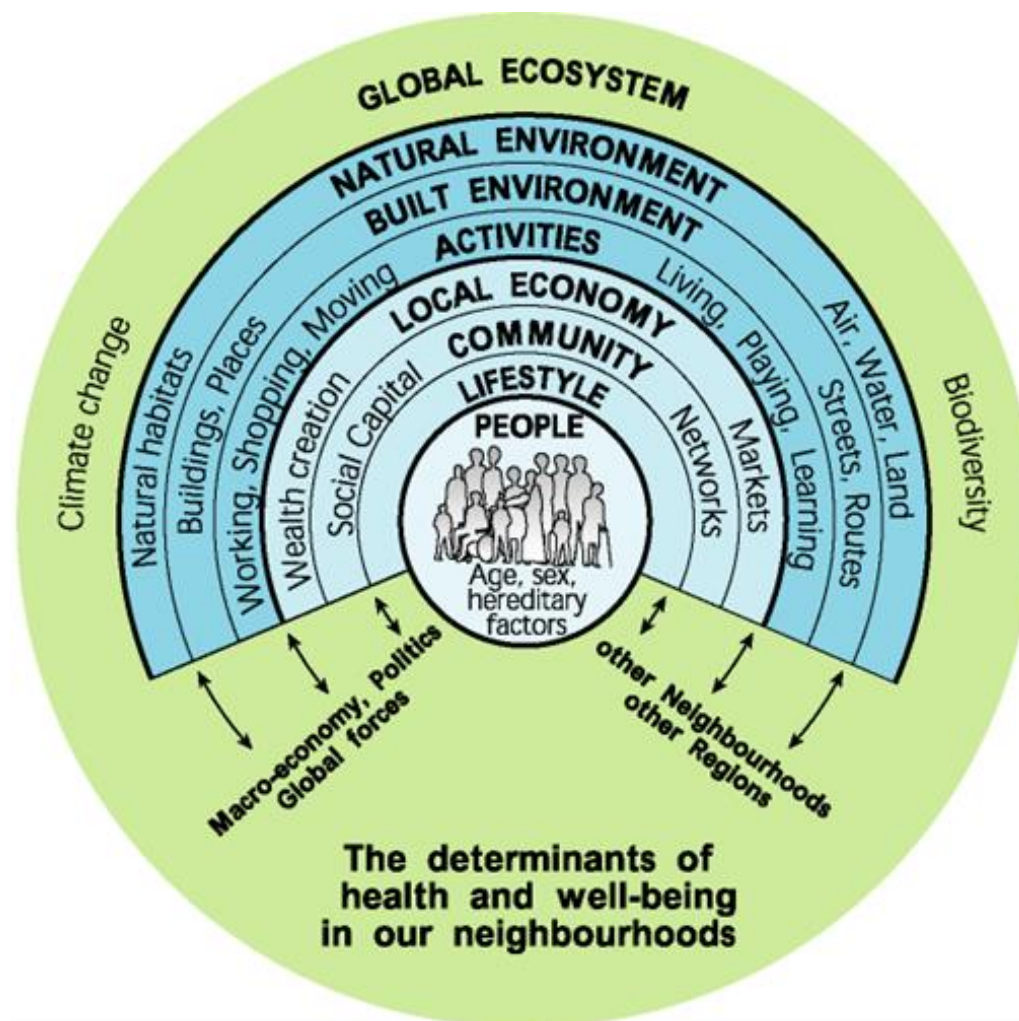 GLOBAL ECOSYSTEM
NATURAL ENVIRONMENT
BUILT ENVIRONMENT
ACTIVITIES
LOCAL ECONOMY
COMMUNITY
LIFESTYLE
PEOPLE
Age, sex,
hereditary
factors
Climate change
Natural habitats
Buildings, Places
Working, Shopping, Moving
Wealth creation
Social Capital
Networks
Markets
Living, Playing, Learning
Streets, Routes
Air, Water, Land
Biodiversity
Macro-economy, Politics
Global forces
other Neighbourhoods
other Regions
The determinants of
health and well-being
in our neighbourhoods